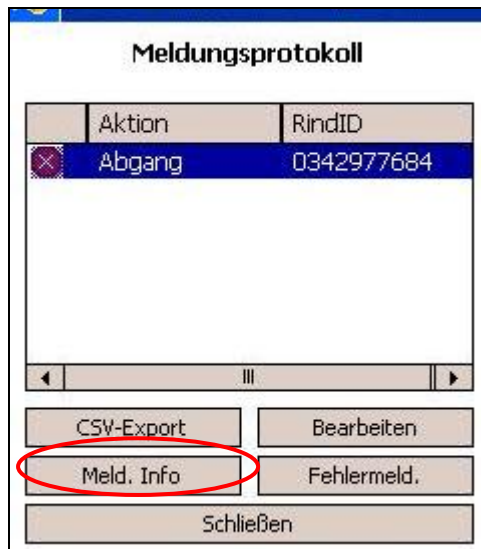 Meldungsprotokoll
Aktion RindID
Abgang 0342977684
CSV-Export Bearbeiten
Meld. Info Fehlermeld.
Schließen